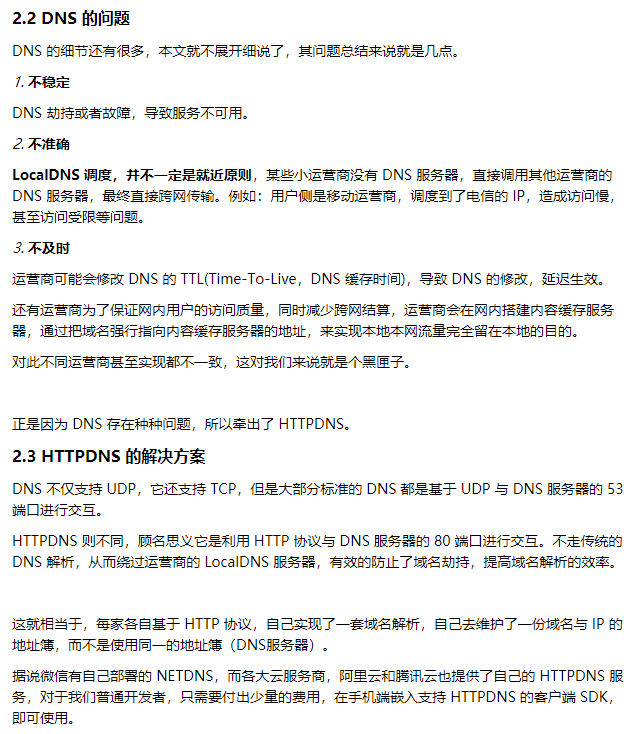 2.2 DNS 的问题
DNS 的细节还有很多，本文就不展开细说了，其问题总结来说就是几点。
1. 不稳定
DNS 劫持或者故障，导致服务不可用。
2. 不准确
LocalDNS 调度，并不一定是就近原则，某些小运营商没有 DNS 服务器，直接调用其他运营商的
DNS 服务器，最终直接跨网传输。例如：用户侧是移动运营商，调度到了电信的 IP，造成访问慢，
甚至访问受限等问题。
3. 不及时
运营商可能会修改 DNS 的 TTL(Time-To-Live，DNS 缓存时间)，导致 DNS 的修改，延迟生效。
还有运营商为了保证网内用户的访问质量，同时减少跨网结算，运营商会在网内搭建内容缓存服务
器，通过把域名强行指向内容缓存服务器的地址，来实现本地本网流量完全留在本地的目的。
对此不同运营商甚至实现都不一致，这对我们来说就是个黑匣子。
正是因为 DNS 存在种种问题，所以牵出了 HTTPDNS。
2.3 HTTPDNS 的解决方案
DNS 不仅支持 UDP，它还支持 TCP，但是大部分标准的 DNS 都是基于 UDP 与 DNS 服务器的 53
端口进行交互。
HTTPDNS 则不同，顾名思义它是利用 HTTP 协议与 DNS 服务器的 80 端口进行交互。不走传统的
DNS 解析，从而绕过运营商的 LocalDNS 服务器，有效的防止了域名劫持，提高域名解析的效率。
这就相当于，每家各自基于 HTTP 协议，自己实现了一套域名解析，自己去维护了一份域名与 IP 的
地址簿，而不是使用同一的地址簿（DNS服务器）。
据说微信有自己部署的 NETDNS，而各大云服务商，阿里云和腾讯云也提供了自己的 HTTPDNS 服
务，对于我们普通开发者，只需要付出少量的费用，在手机端嵌入支持 HTTPDNS 的客户端 SDK，
即可使用。